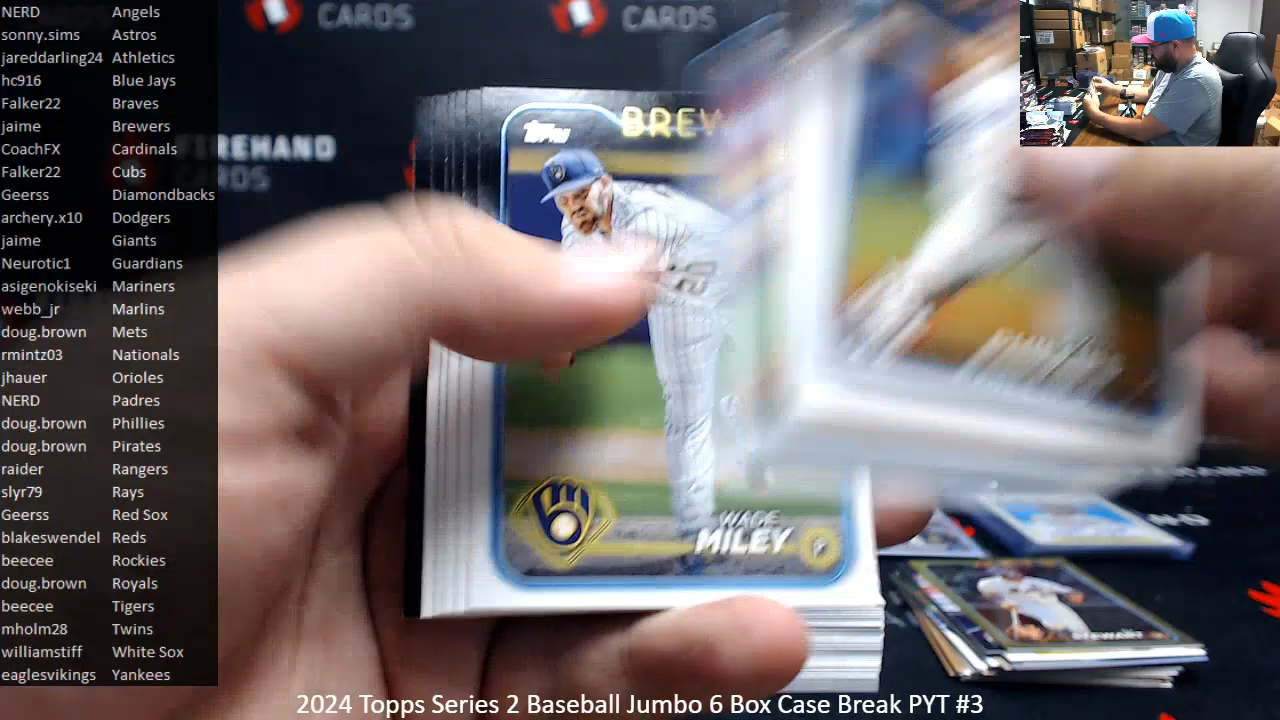 NERD Angels
sonny.sims Astros
jareddarling24 Athletics
hc916 Blue Jays
Falker22 Braves
jaime Brewers
CoachFX Cardinals
Falker22 Cubs
Geerss Diamondbacks
archery.x10 Dodgers
jaime Giants
Neurotic1 Guardians
asigenokiseki Mariners
webb_jr Marlins
doug.brown Mets
rmintz03 Nationals
jhauer Orioles
NERD Padres
doug.brown Phillies
doug.brown Pirates
raider Rangers
slyr79 Rays
Geerss Red Sox
blakeswendel Reds
beecee Rockies
doug.brown Royals
beecee Tigers
mholm28 Twins
williamstiff White Sox
eaglesvikings Yankees
CARDS
CARDS
FIREHAND
CARDS
Topps
BREW
WADE
MILEY
P
STEWART
2024 Topps Series 2 Baseball Jumbo 6 Box Case Break PYT #3